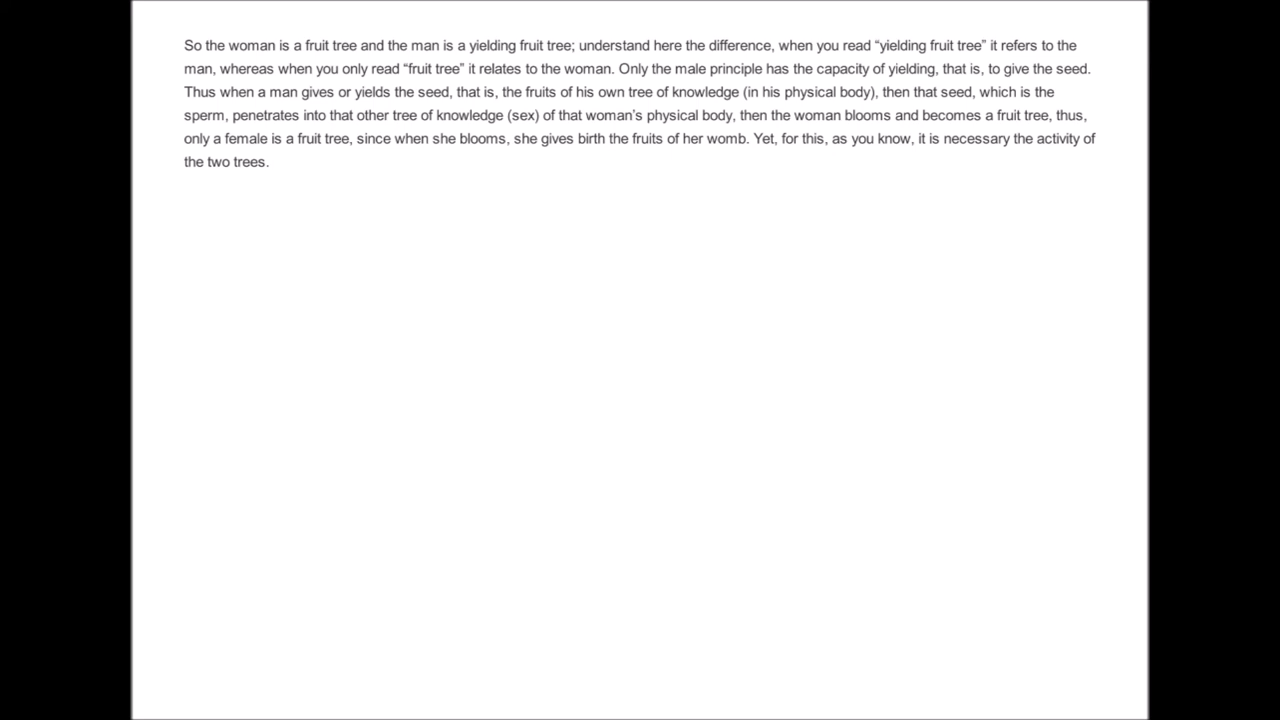 So the woman is a fruit tree and the man is a yielding fruit tree; understand here the difference, when you read “yielding fruit tree” it refers to the
man, whereas when you only read “fruit tree” it relates to the woman. Only the male principle has the capacity of yielding, that is, to give the seed.
Thus when a man gives or yields the seed, that is, the fruits of his own tree of knowledge (in his physical body), then that seed, which is the
sperm, penetrates into that other tree of knowledge (sex) of that woman’s physical body, then the woman blooms and becomes a fruit tree, thus,
only a female is a fruit tree, since when she blooms, she gives birth the fruits of her womb. Yet, for this, as you know, it is necessary the activity of
the two trees.